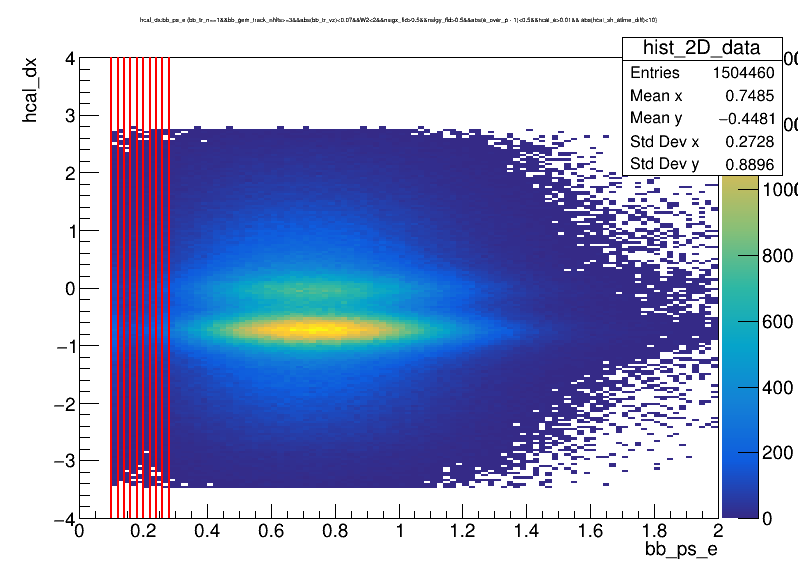 hcal_dx:bb_ps_e {bb_tr_n==1&&bb_gem_track_nhits>=3&&abs(bb_tr_vz)<0.07&&W2<2&&nsigx_fid>0.5&&nsigy_fid>0.5&&abs(e_over_p - 1)<0.5&&hcal_e>0.01&& abs(hcal_sh_atime_diff)<10}
hist_2D_data
Entries 1504460
Mean x 0.7485
Mean y −0.4481
Std Dev x 0.2728
Std Dev y 0.8896
hcal_dx
4
3
2
1
0
−1
−2
−3
−4
0 0.2 0.4 0.6 0.8 1 1.2 1.4 1.6 1.8 2
bb_ps_e
1000
800
600
400
200
0